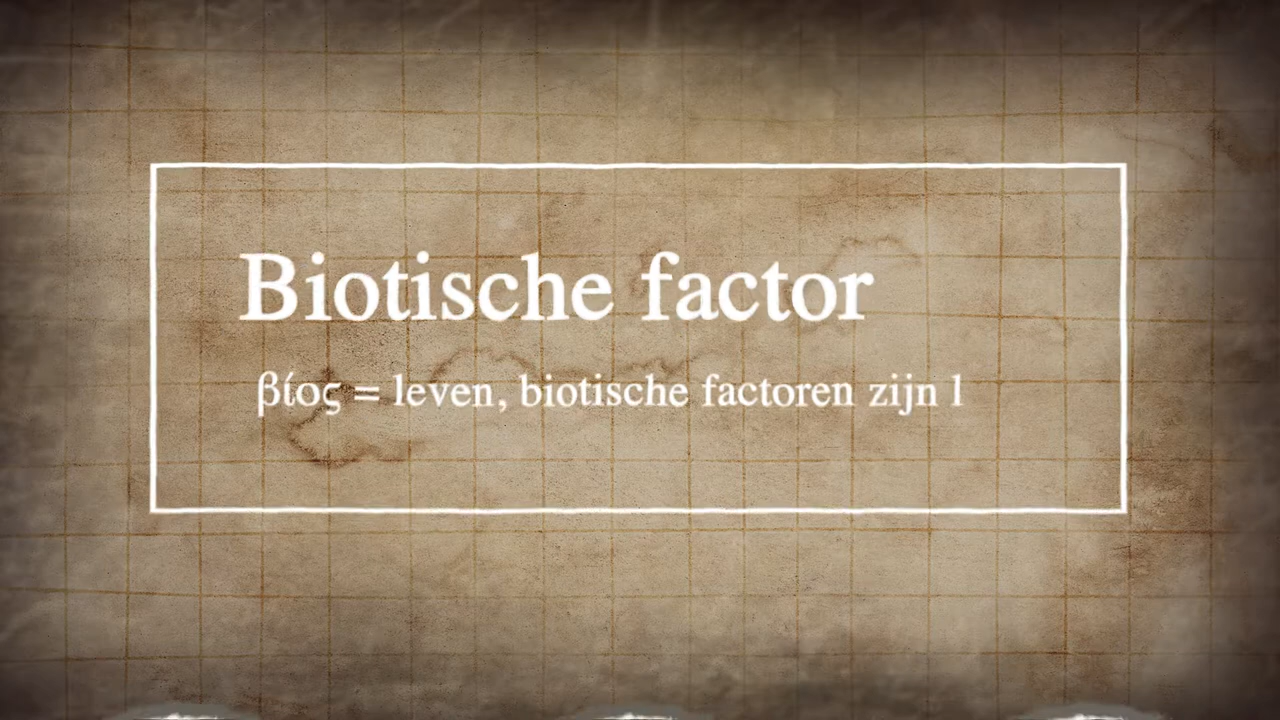 Biotische factor
βίος = leven, biotische factoren zijn l